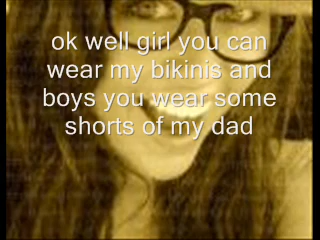 ok well girl you can
wear my bikinis and
boys you wear some
shorts of my dad